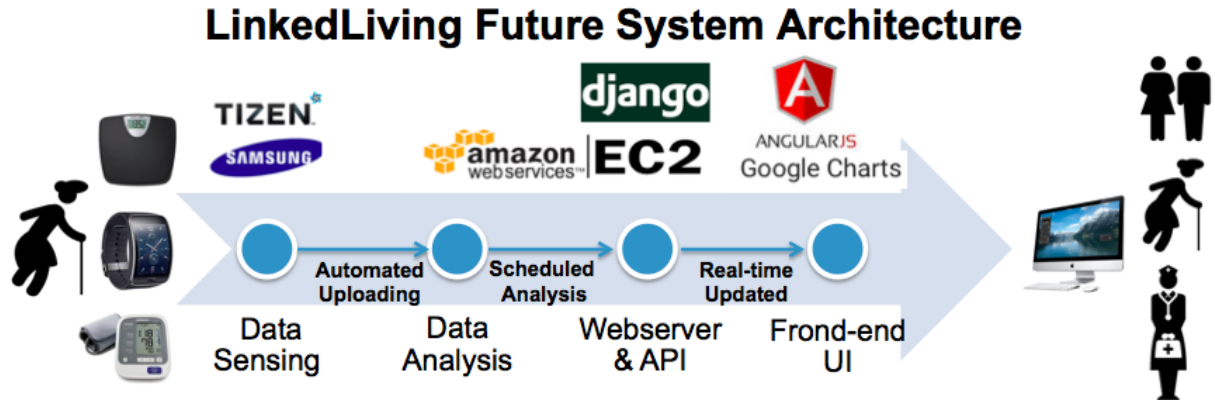 LinkedLiving Future System Architecture
TIZEN
SAMSUNG
django
amazon
webservices™
EC2
ANGULARJS
Google Charts
Automated
Uploading
Scheduled
Analysis
Real-time
Updated
Data
Sensing
Data
Analysis
Webserver
& API
Frond-end
UI